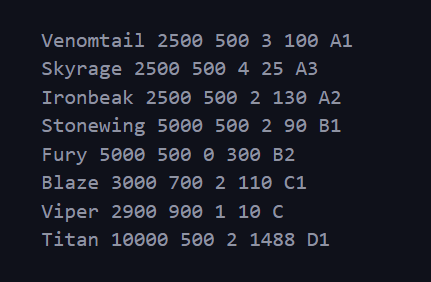 Venomtail 2500 500 3 100 A1
Skyrage 2500 500 4 25 A3
Ironbeak 2500 500 2 130 A2
Stonewing 5000 500 2 90 B1
Fury 5000 500 0 300 B2
Blaze 3000 700 2 110 C1
Viper 2900 900 1 10 C
Titan 10000 500 2 1488 D1